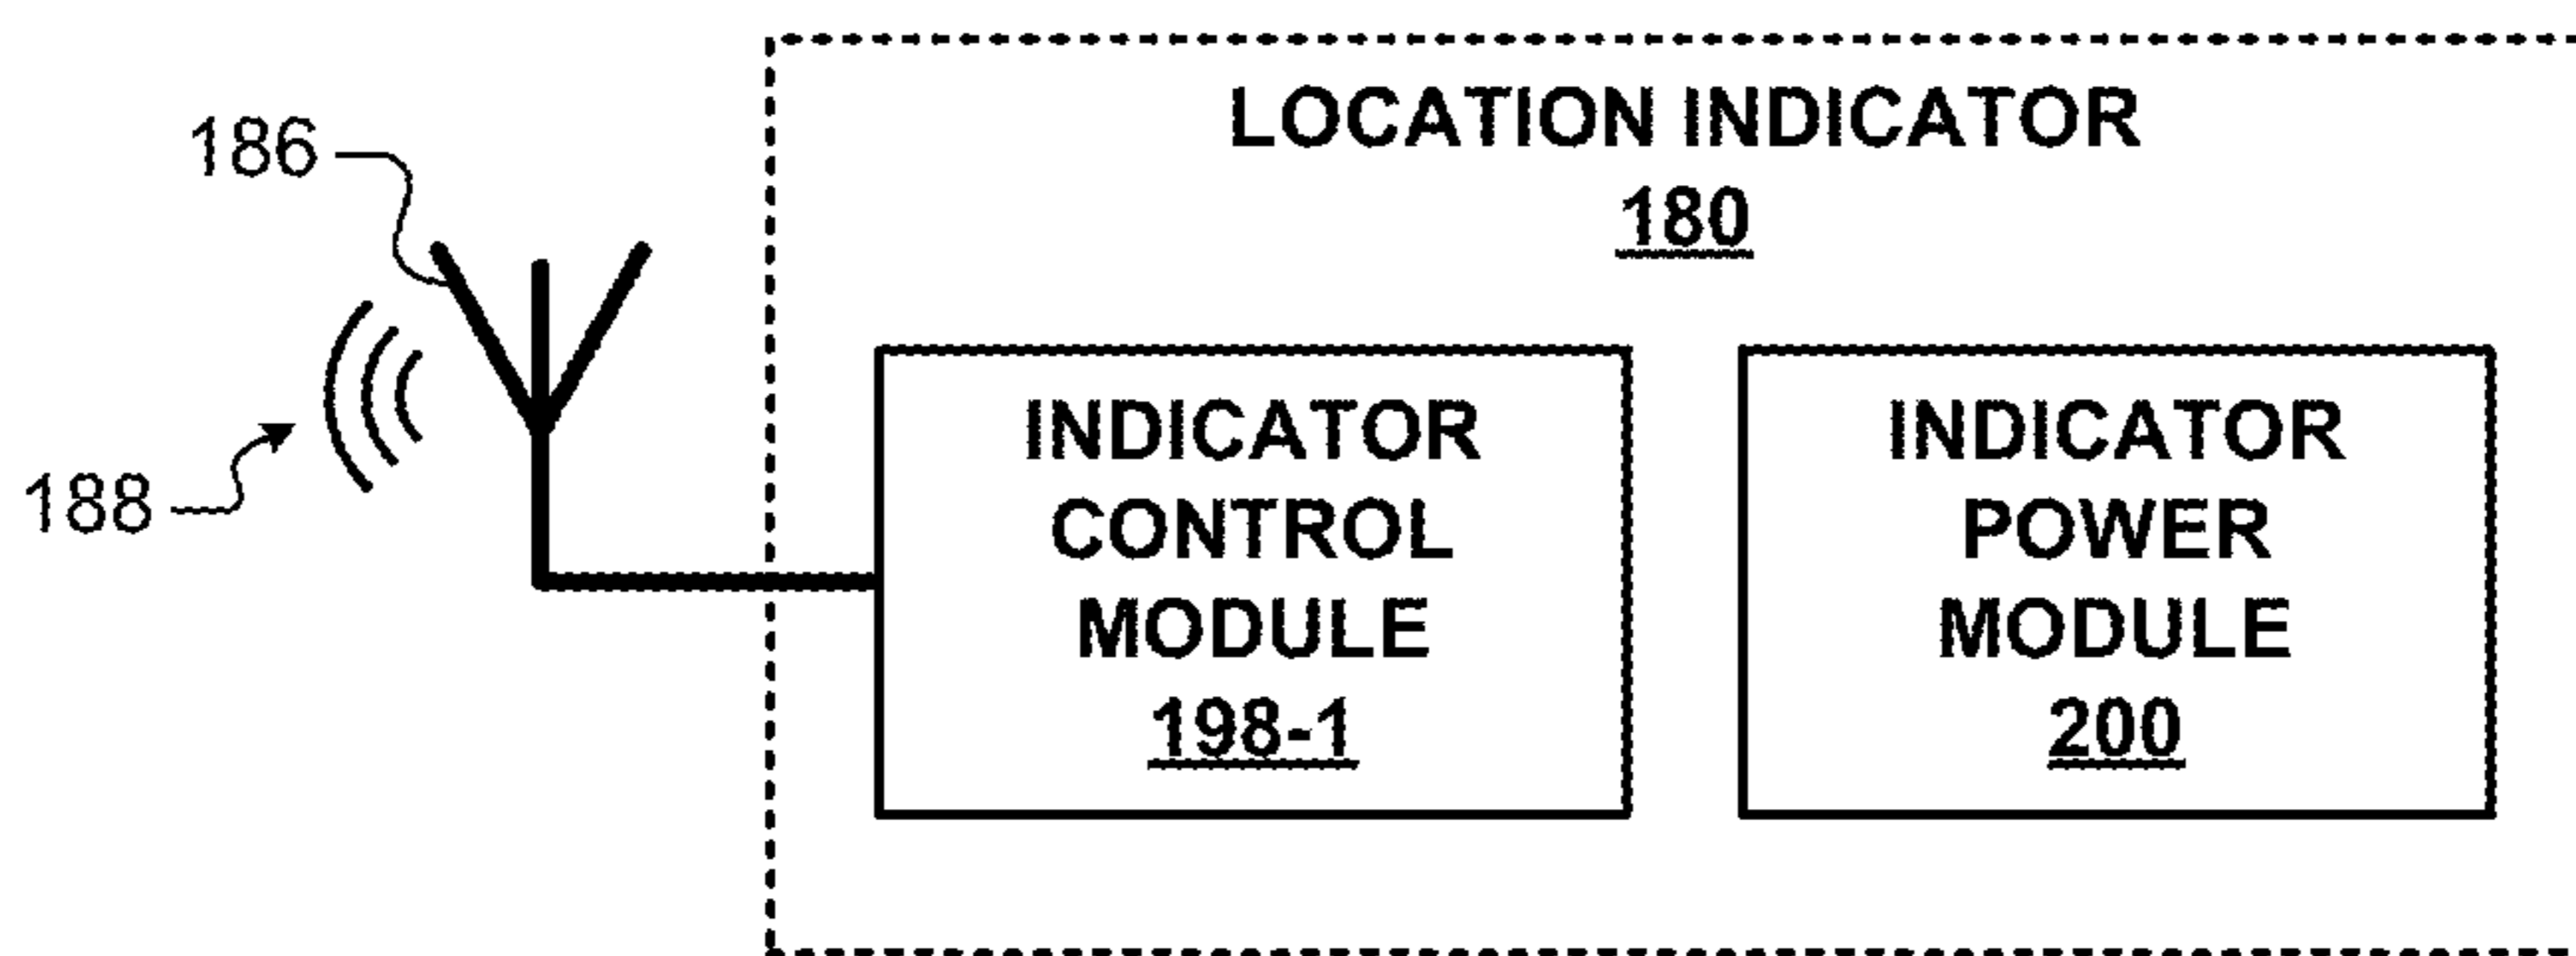 186
188
LOCATION INDICATOR
180
INDICATOR
CONTROL
MODULE
198-1
INDICATOR
POWER
MODULE
200